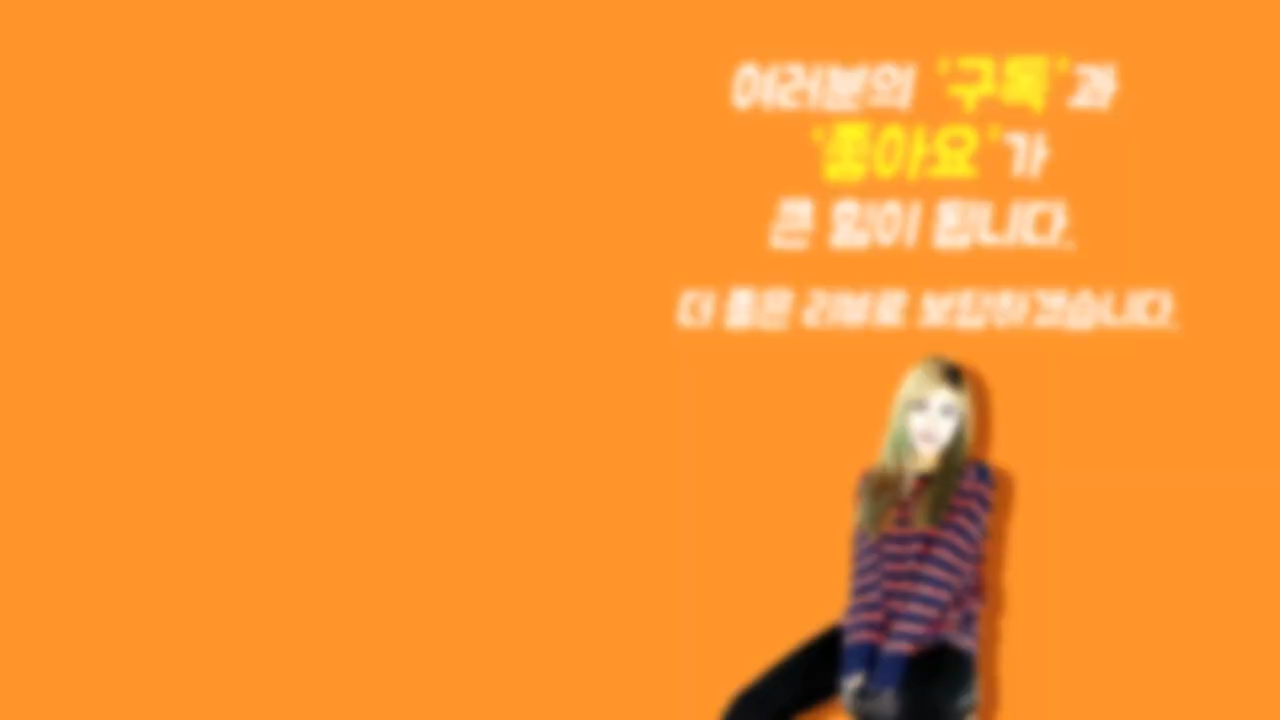 여러분의 '구독'과
'좋아요'가
큰 힘이 됩니다.
더 좋은 리뷰로 보답하겠습니다.